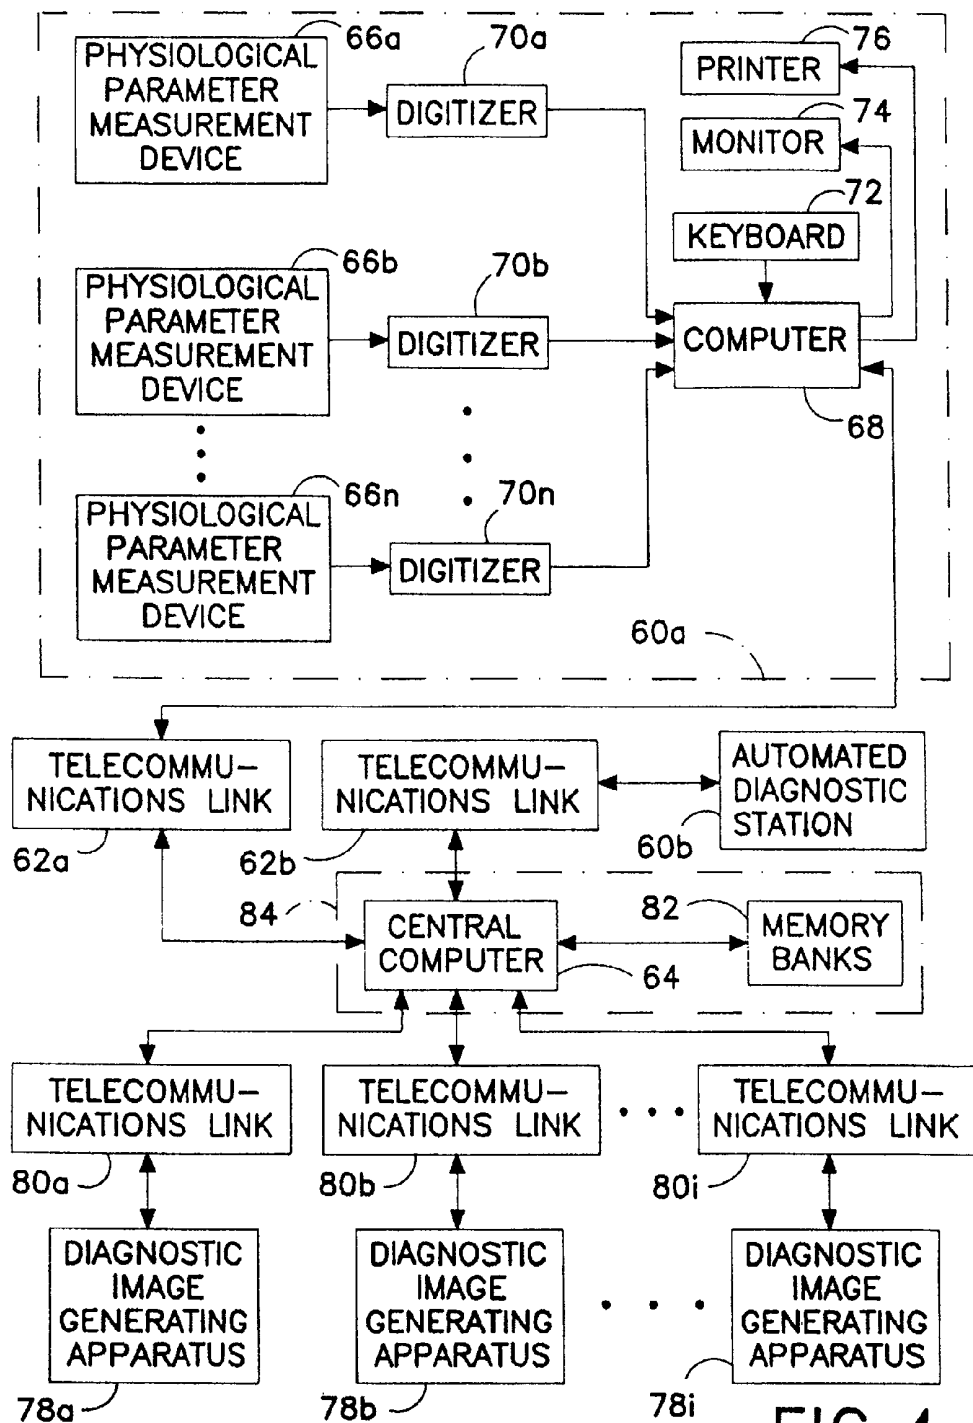 PHYSIOLOGICAL
PARAMETER
MEASUREMENT
DEVICE
66a
70a
DIGITIZER
76
PRINTER
74
MONITOR
72
KEYBOARD
PHYSIOLOGICAL
PARAMETER
MEASUREMENT
DEVICE
66b
70b
DIGITIZER
COMPUTER
68
PHYSIOLOGICAL
PARAMETER
MEASUREMENT
DEVICE
66n
70n
DIGITIZER
60a
TELECOMMU-
NICATIONS LINK
62a
TELECOMMU-
NICATIONS LINK
62b
AUTOMATED
DIAGNOSTIC
STATION
60b
84
CENTRAL
COMPUTER
64
82
MEMORY
BANKS
TELECOMMU-
NICATIONS LINK
80a
TELECOMMU-
NICATIONS LINK
80b
TELECOMMU-
NICATIONS LINK
80i
DIAGNOSTIC
IMAGE
GENERATING
APPARATUS
78a
DIAGNOSTIC
IMAGE
GENERATING
APPARATUS
78b
DIAGNOSTIC
IMAGE
GENERATING
APPARATUS
78i
FIG. 4